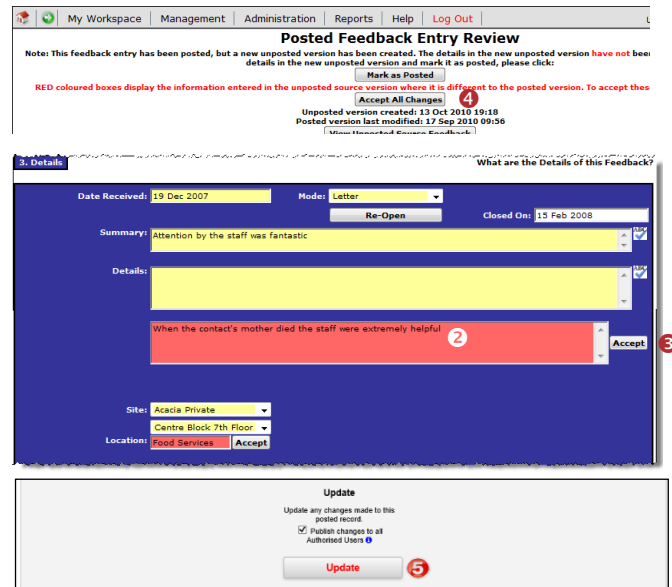 My Workspace | Management | Administration | Reports | Help | Log Out |
Posted Feedback Entry Review
Note: This feedback entry has been posted, but a new unposted version has been created. The details in the new unposted version have not
details in the new unposted version and mark it as posted, please click:
Mark as Posted
RED coloured boxes display the information entered in the unposted source version where it is different to the posted version. To accept
Accept All Changes 4
Unposted version created: 13 Oct 2010 19:18
Posted version last modified: 17 Sep 2010 09:56
View Unposted Source Feedback
3. Details What are the Details of this Feedback?
Date Received: 19 Dec 2007 Mode: Letter
Re-Open Closed On: 15 Feb 2008
Summary: Attention by the staff was fantastic
Details:
When the contact's mother died the staff were extremely helpful 2
Accept 3
Site: Acacia Private
Centre Block 7th Floor
Location: Food Services Accept
Update
Update any changes made to this
posted record.
Publish changes to all
Authorised Users
Update 5